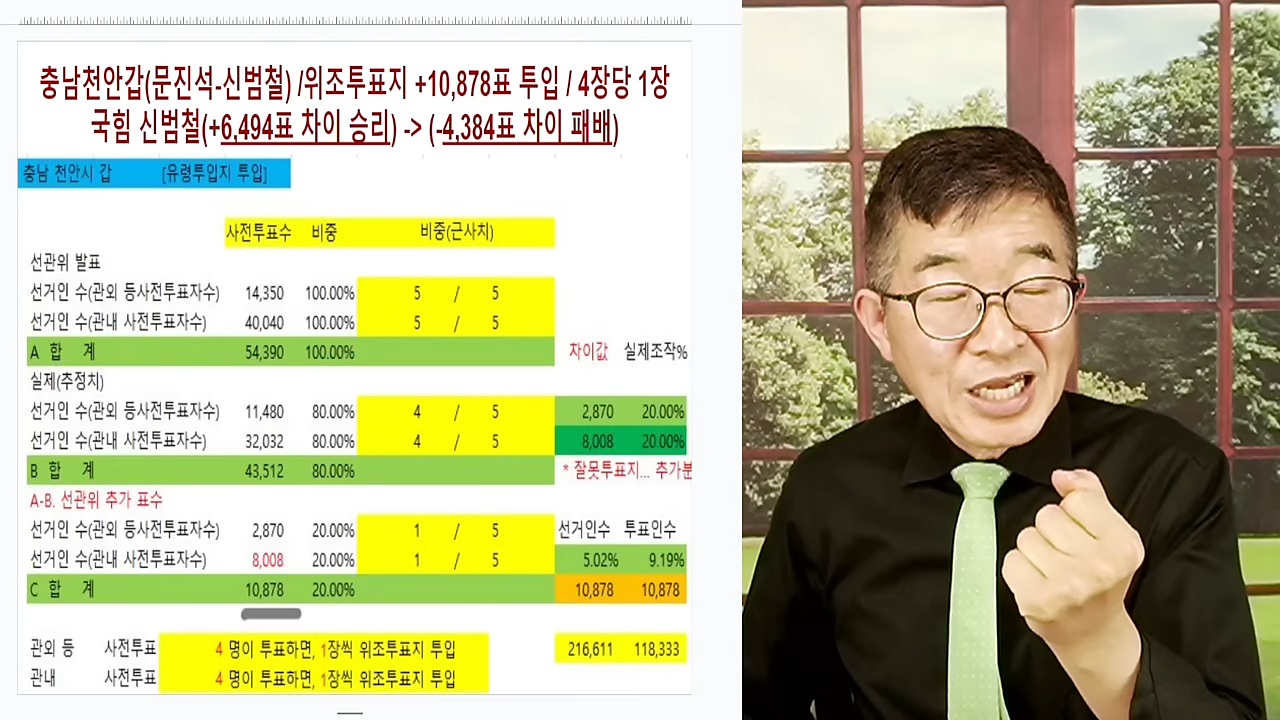 충남천안갑(문진석-신범철) /위조투표지 +10,878표 투입 / 4장당 1장
국힘 신범철(+6,494표 차이 승리) -> (-4,384표 차이 패배)
충남 천안시 갑 [유령투입지 투입]
사전투표수 비중 비중(근사치)
선관위 발표
선거인 수(관외 등사전투표자수) 14,350 100.00% 5 / 5
선거인 수(관내 사전투표자수) 40,040 100.00% 5 / 5
A 합 계 54,390 100.00% 차이값 실제조작%
실제(추정치)
선거인 수(관외 등사전투표자수) 11,480 80.00% 4 / 5 2,870 20.00%
선거인 수(관내 사전투표자수) 32,032 80.00% 4 / 5 8,008 20.00%
B 합 계 43,512 80.00% * 잘못투표지... 추가분
A-B. 선관위 추가 표수
선거인 수(관외 등사전투표자수) 2,870 20.00% 1 / 5 선거인수 투표인수
선거인 수(관내 사전투표자수) 8,008 20.00% 1 / 5 5.02% 9.19%
C 합 계 10,878 20.00% 10,878 10,878
관외 등 사전투표 4 명이 투표하면, 1장씩 위조투표지 투입 216,611 118,333
관내 사전투표 4 명이 투표하면, 1장씩 위조투표지 투입